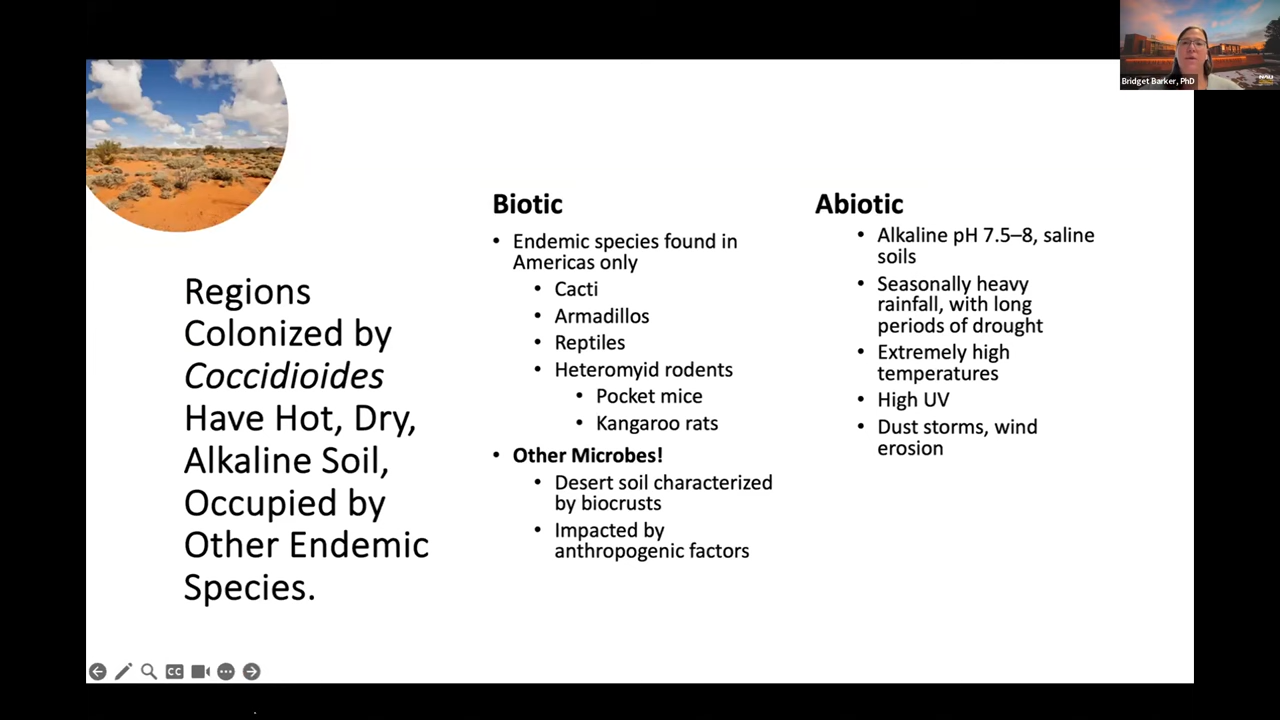 Bridget Barker, PhD
NAU
Regions
Colonized by
Coccidioides
Have Hot, Dry,
Alkaline Soil,
Occupied by
Other Endemic
Species.
Biotic
• Endemic species found in
Americas only
• Cacti
• Armadillos
• Reptiles
• Heteromyid rodents
• Pocket mice
• Kangaroo rats
• Other Microbes!
• Desert soil characterized
by biocrusts
• Impacted by
anthropogenic factors
Abiotic
• Alkaline pH 7.5–8, saline
soils
• Seasonally heavy
rainfall, with long
periods of drought
• Extremely high
temperatures
• High UV
• Dust storms, wind
erosion
CC